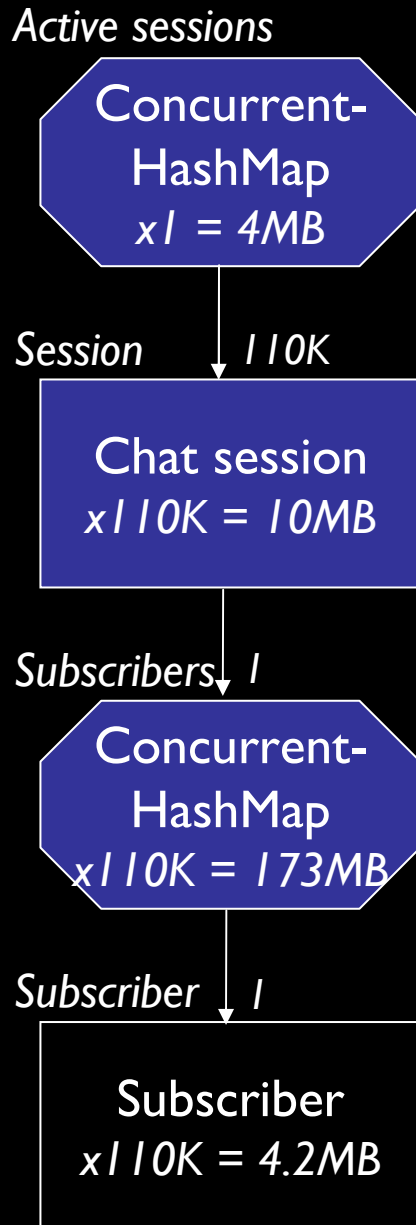 Active sessions
Concurrent-
HashMap
x1 = 4MB
Session 110K
Chat session
x110K = 10MB
Subscribers 1
Concurrent-
HashMap
x110K = 173MB
Subscriber 1
Subscriber
x110K = 4.2MB